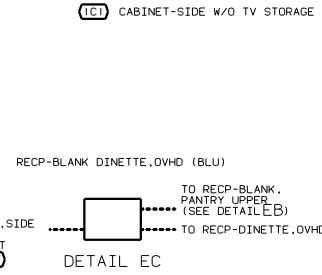 ICI CABINET-SIDE W/O TV STORAGE
RECP-BLANK DINETTE,OVHD (BLU)
TO RECP-BLANK,
PANTRY UPPER
(SEE DETAIL EB)
,SIDE
TO RECP-DINETTE,OVHD
DETAIL EC